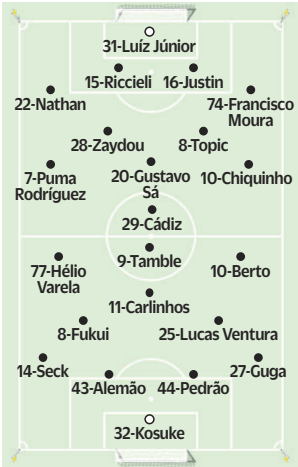 31-Luíz Júnior
15-Riccieli
16-Justin
22-Nathan
74-Francisco
Moura
28-Zaydou
8-Topic
7-Puma
Rodríguez
20-Gustavo
Sá
10-Chiquinho
29-Cádiz
9-Tamble
77-Hélio
Varela
10-Berto
11-Carlinhos
8-Fukui
25-Lucas Ventura
14-Seck
27-Guga
43-Alemão
44-Pedrão
32-Kosuke